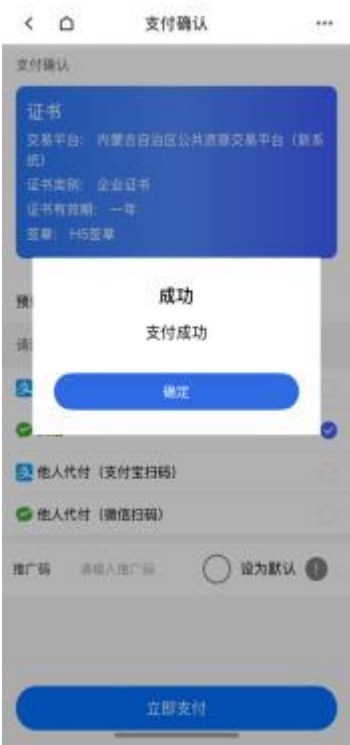 支付确认
支付确认
证书
交易平台: 内蒙古自治区公共资源交易平台（新系
统）
证书类别: 企业证书
证书有效期: 一年
签章: H5签章
成功
预
支付成功
请
确定
他人代付（支付宝扫码）
他人代付（微信扫码）
推广码 请输入推广码 设为默认 !
立即支付